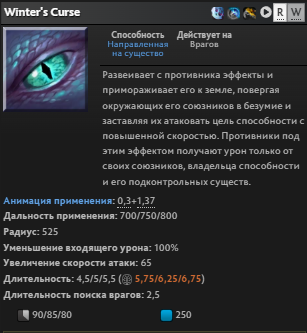 Winter's Curse
R W
Способность
Направленная
на существо
Действует на
Врагов
Развеивает с противника эффекты и
примораживает его к земле, повергая
окружающих его союзников в безумие и
заставляя их атаковать цель способности с
повышенной скоростью. Противники под
этим эффектом получают урон только от
своих союзников, владельца способности
и его подконтрольных существ.
Анимация применения: 0,3+1,37
Дальность применения: 700/750/800
Радиус: 525
Уменьшение входящего урона: 100%
Увеличение скорости атаки: 65
Длительность: 4,5/5/5,5 (5,75/6,25/6,75)
Длительность поиска врагов: 2,5
90/85/80
250